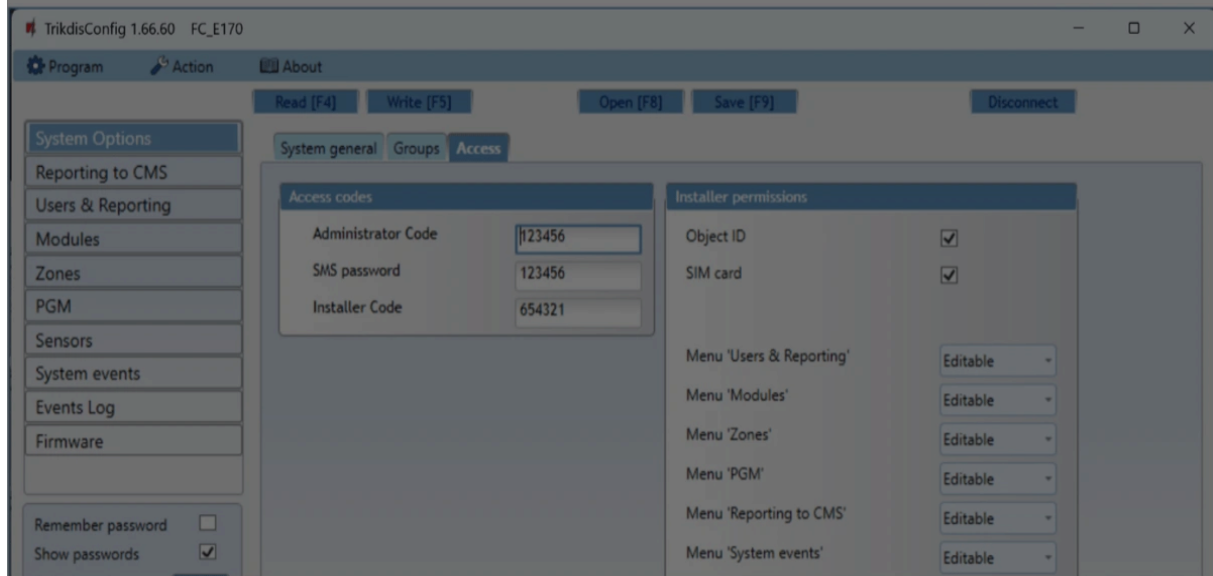 TrikdisConfig 1.66.60 FC_E170
Program Action About
Read [F4] Write [F5] Open [F8] Save [F9] Disconnect
System Options
Reporting to CMS
Users & Reporting
Modules
Zones
PGM
Sensors
System events
Events Log
Firmware
Remember password
Show passwords
System general Groups Access
Access codes
Administrator Code 123456
SMS password 123456
Installer Code 654321
Installer permissions
Object ID
SIM card
Menu 'Users & Reporting' Editable
Menu 'Modules' Editable
Menu 'Zones' Editable
Menu 'PGM' Editable
Menu 'Reporting to CMS' Editable
Menu 'System events' Editable